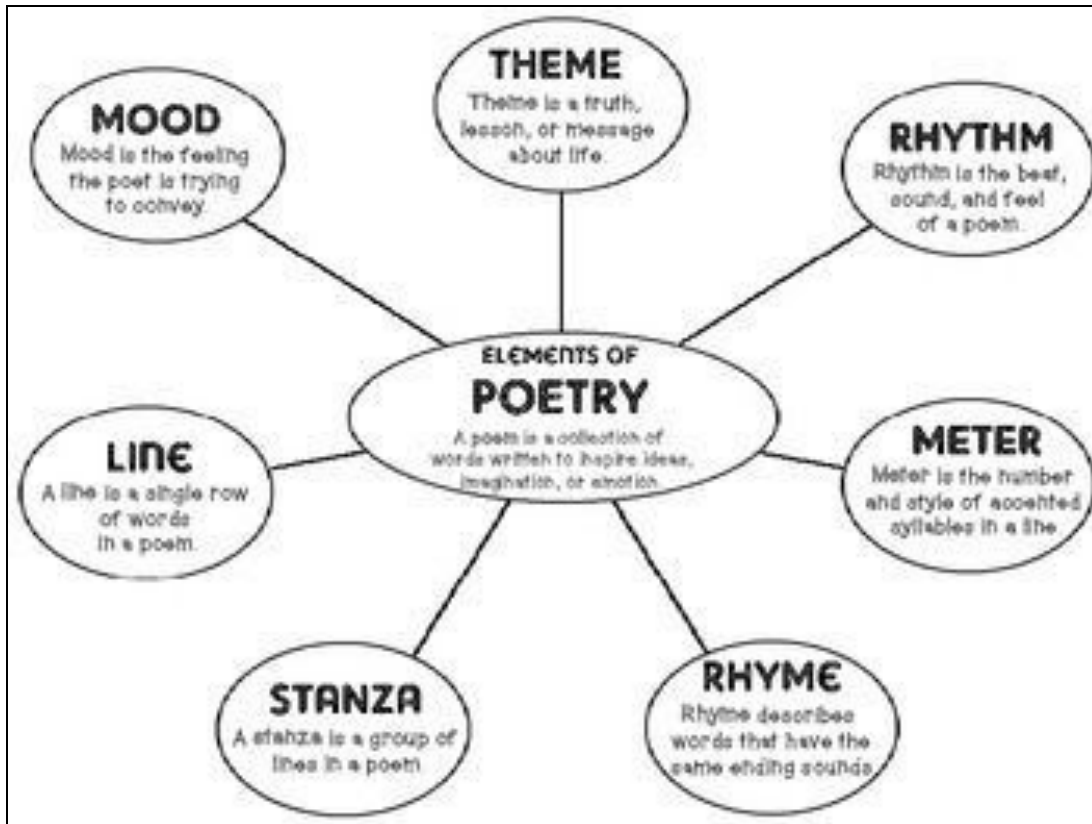 THEME
Theme is a truth,
lesson, or message
about life.
MOOD
Mood is the feeling
the poet is trying
to convey.
RHYTHM
Rhythm is the beat,
sound, and feel
of a poem.
ELEMENTS OF
POETRY
A poem is a collection of
words written to inspire ideas,
imagination, or emotion.
LINE
A line is a single row
of words
in a poem.
METER
Meter is the number
and style of accented
syllables in a line
STANZA
A stanza is a group of
lines in a poem
RHYME
Rhyme describes
words that have the
same ending sounds